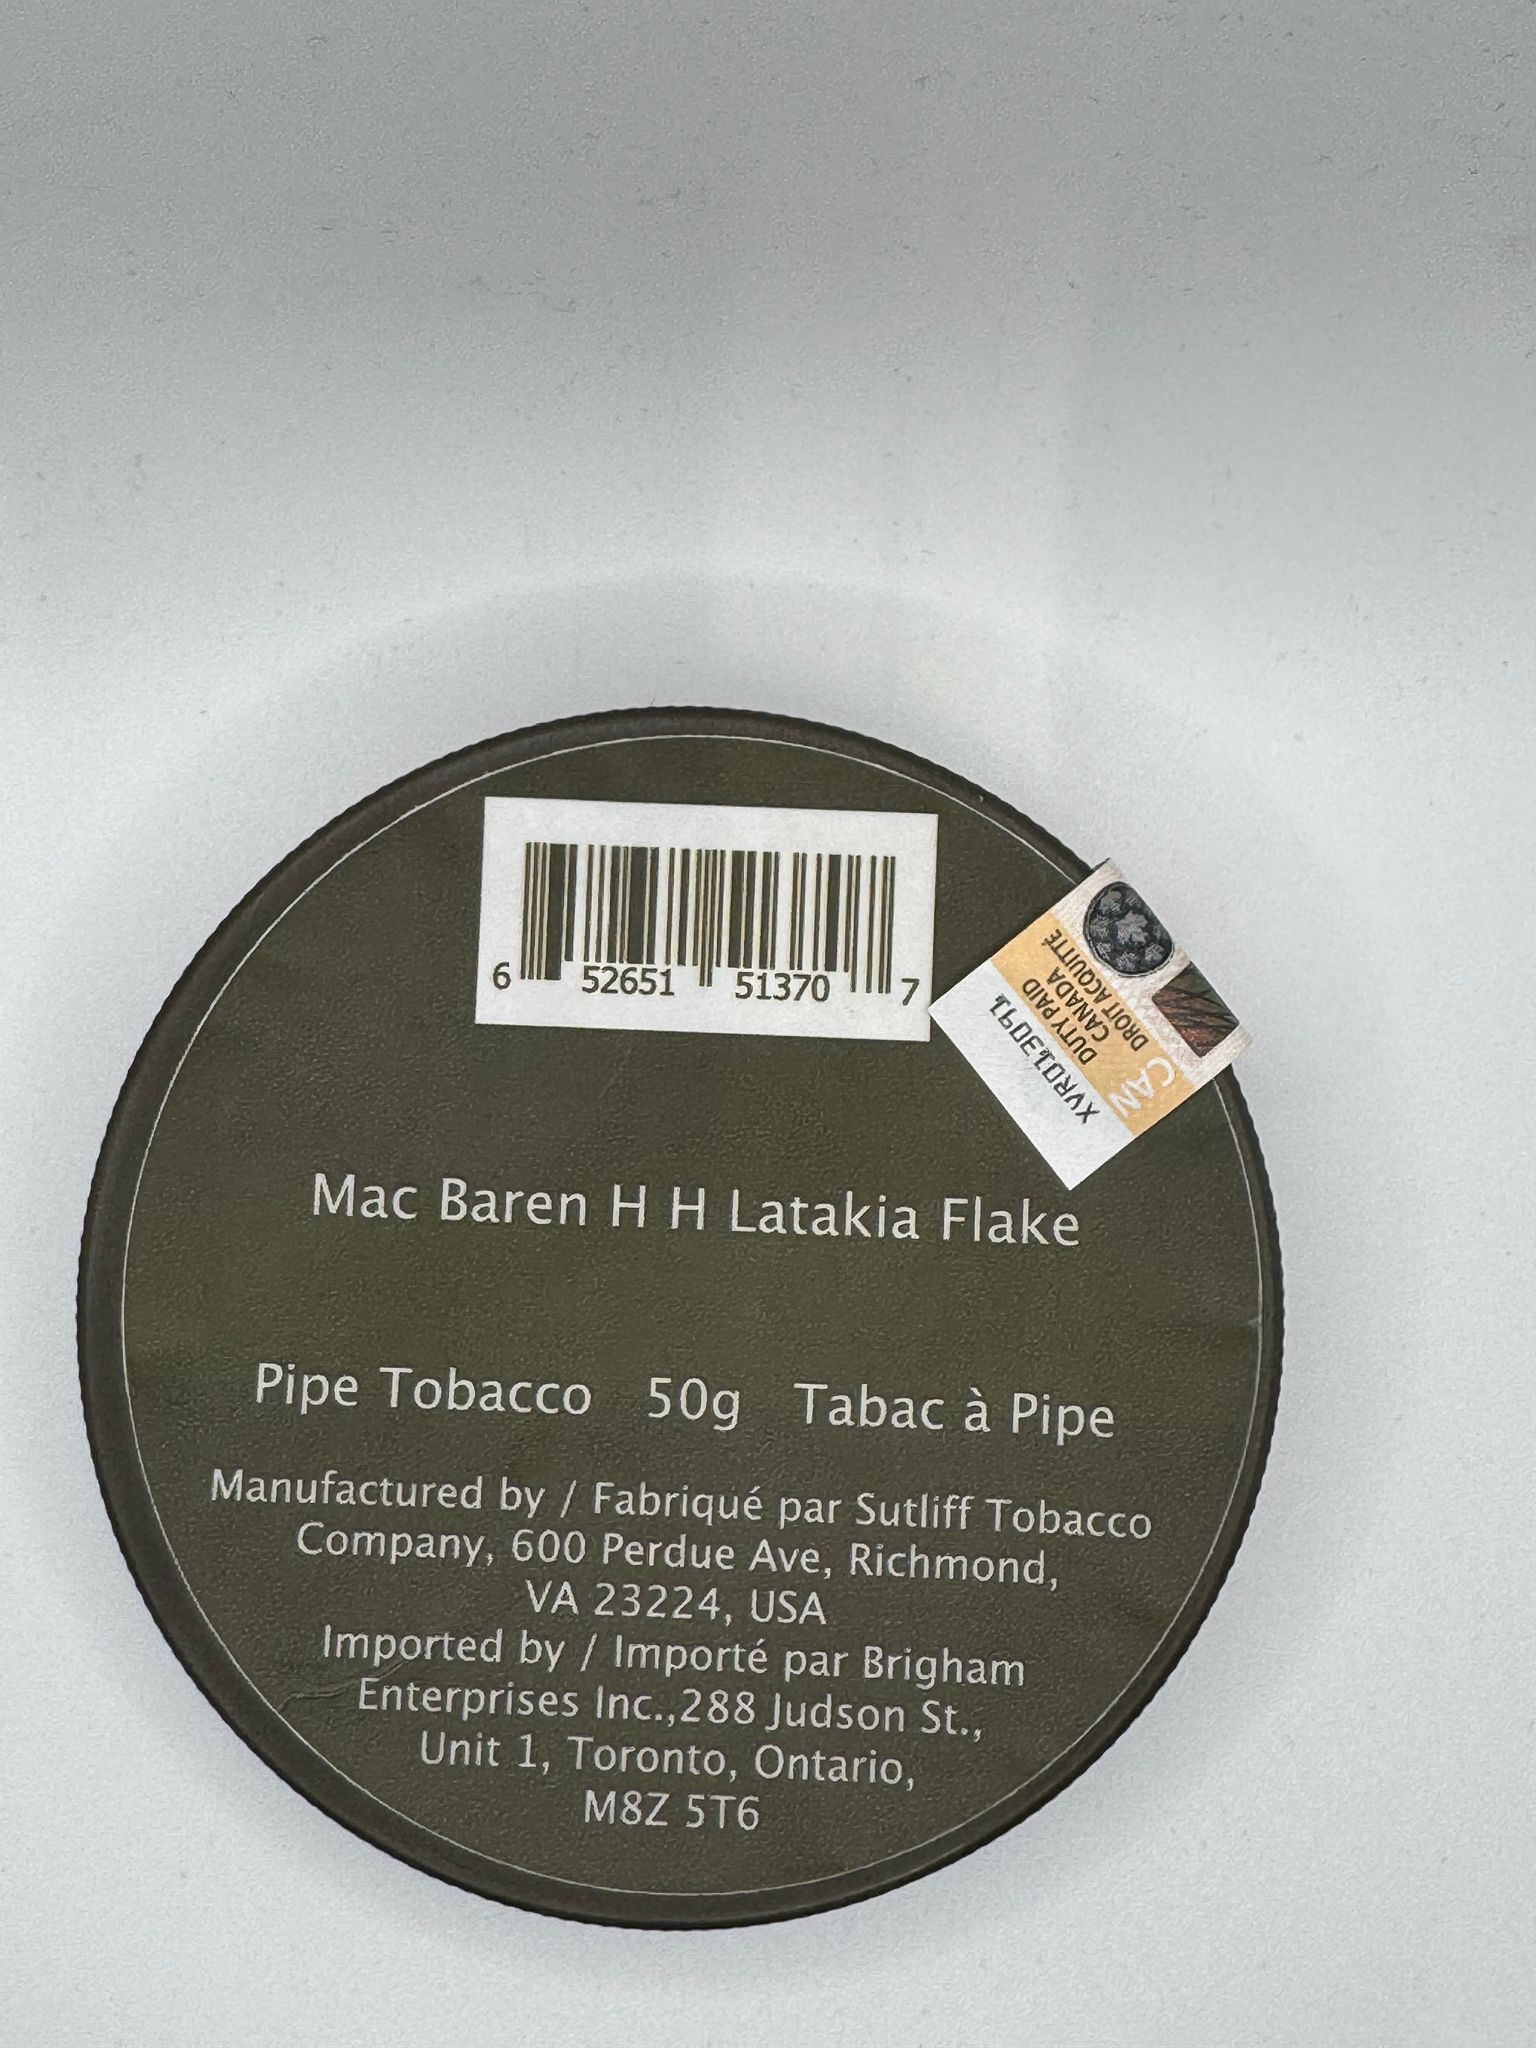 6 52651 51370 7
XVR013091
DUTY PAID
CANADA
DROIT ACQUITTÉ
CAN
Mac Baren H H Latakia Flake
Pipe Tobacco 50g Tabac à Pipe
Manufactured by / Fabriqué par Sutliff Tobacco
Company, 600 Perdue Ave, Richmond,
VA 23224, USA
Imported by / Importé par Brigham
Enterprises Inc.,288 Judson St.,
Unit 1, Toronto, Ontario,
M8Z 5T6